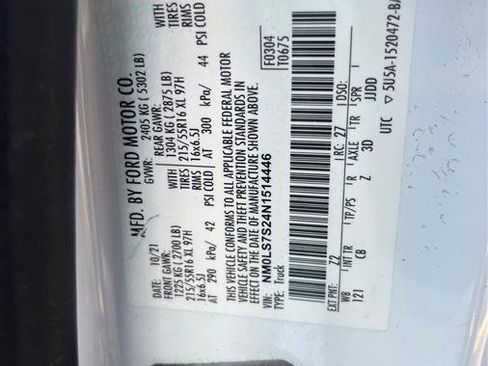 MFD. BY FORD MOTOR CO.
DATE: 10/21 GVWR: 2405 KG ( 5302 LB)
FRONT GAWR: REAR GAWR: WITH
1225 KG (2700 LB) 1304 KG (2875 LB) TIRES
215/55R16 XL 97H 215/55R16 XL 97H RIMS
16x6.5J RIMS 16x6.5J
AT 290 kPa/ 42 PSI COLD AT 300 kPa/ 44 PSI COLD
THIS VEHICLE CONFORMS TO ALL APPLICABLE FEDERAL MOTOR
VEHICLE SAFETY AND THEFT PREVENTION STANDARDS IN
EFFECT ON THE DATE OF MANUFACTURE SHOWN ABOVE.
VIN: NM0LS7S24N1514446
TYPE: Truck
F0304
T0675
EXT PNT: Z2 RC: 27 DSO:
WB INT TR TP/PS R AXLE TR SPR
121 CB Z 3D JJDD
UTC ▽5U5A-1520472-BA